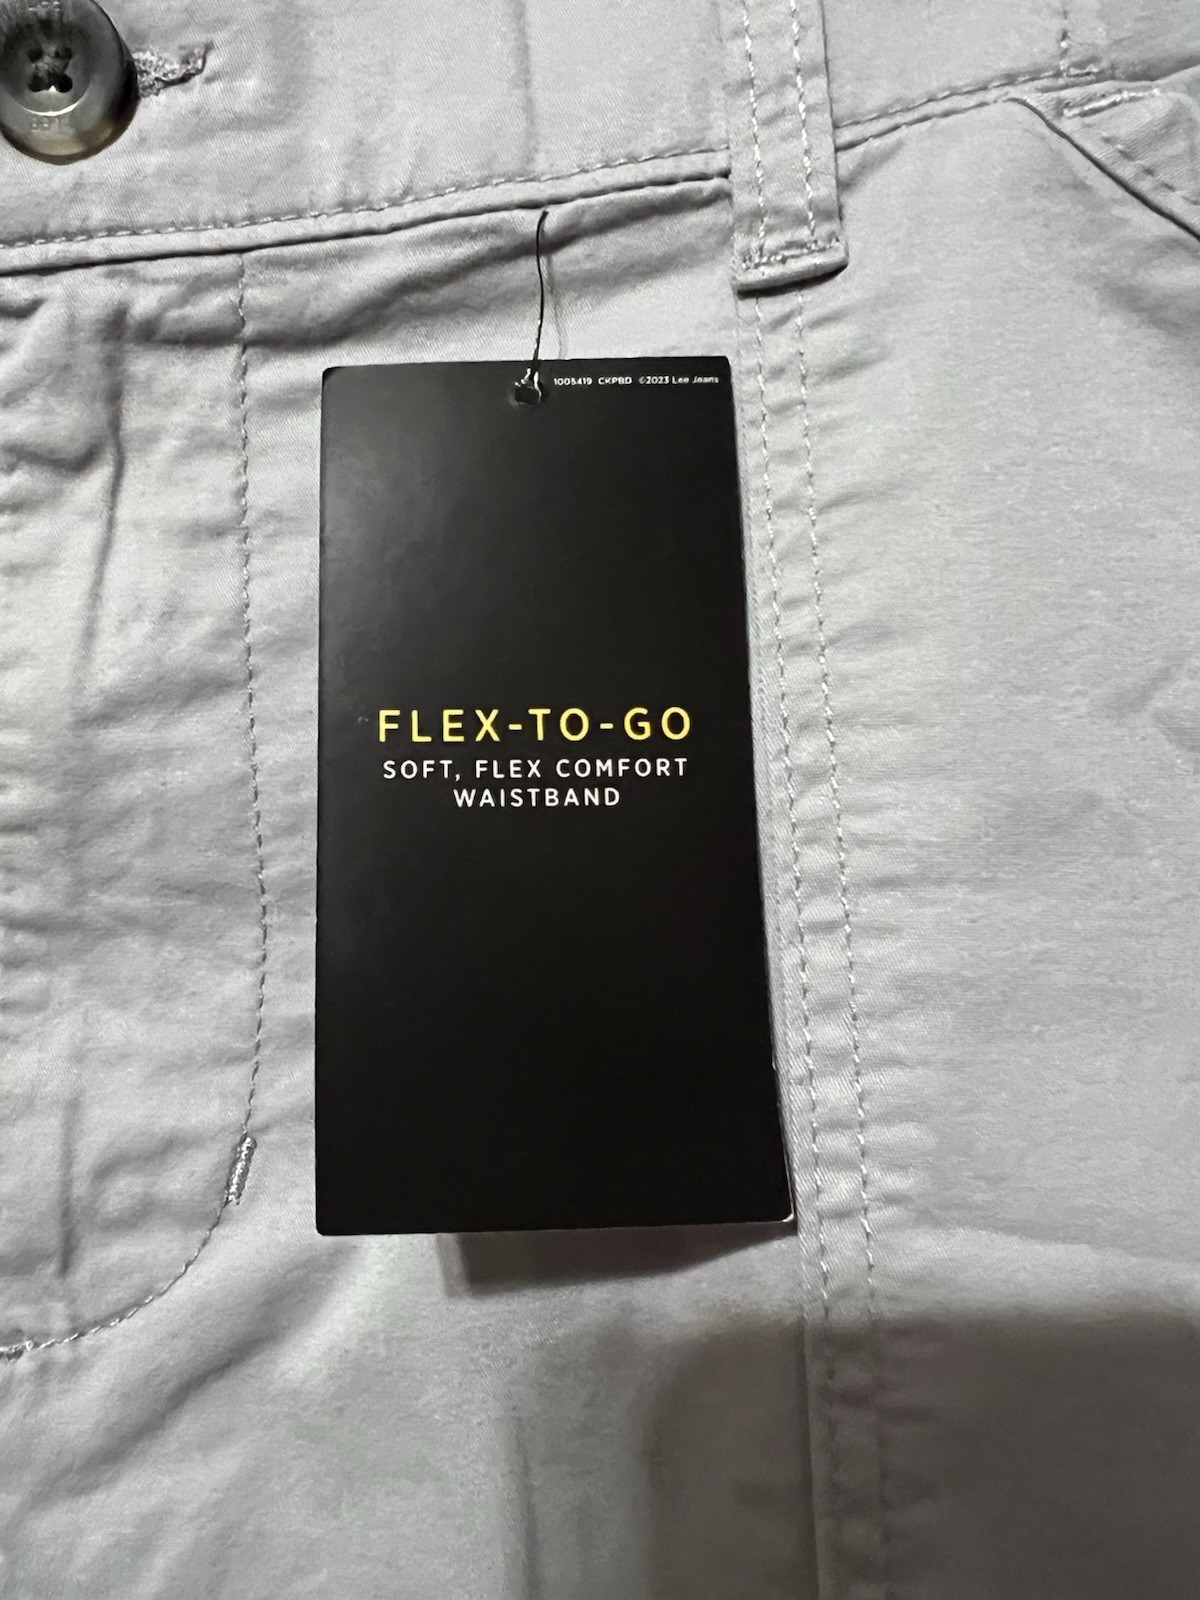 1005419 CKPBD ©2023 Lee Jeans
FLEX-TO-GO
SOFT, FLEX COMFORT
WAISTBAND